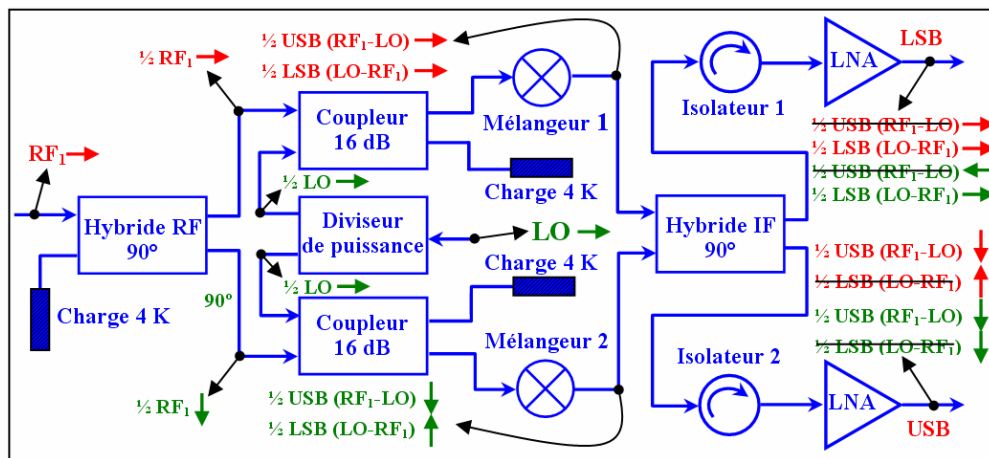 ½ RF₁
½ USB (RF₁-LO)
½ LSB (LO-RF₁)
LSB
LNA
Isolateur 1
Coupleur
16 dB
Mélangeur 1
RF₁
½ USB (RF₁-LO)
½ LSB (LO-RF₁)
½ USB (RF₁-LO)
½ LSB (LO-RF₁)
½ LO
Charge 4 K
Hybride RF
90°
Diviseur
de puissance
LO
Hybride IF
90°
Charge 4 K
½ LO
90°
Charge 4 K
½ USB (RF₁-LO)
½ LSB (LO-RF₁)
½ USB (RF₁-LO)
½ LSB (LO-RF₁)
Coupleur
16 dB
Mélangeur 2
Isolateur 2
½ RF₁
½ USB (RF₁-LO)
½ LSB (LO-RF₁)
LNA
USB